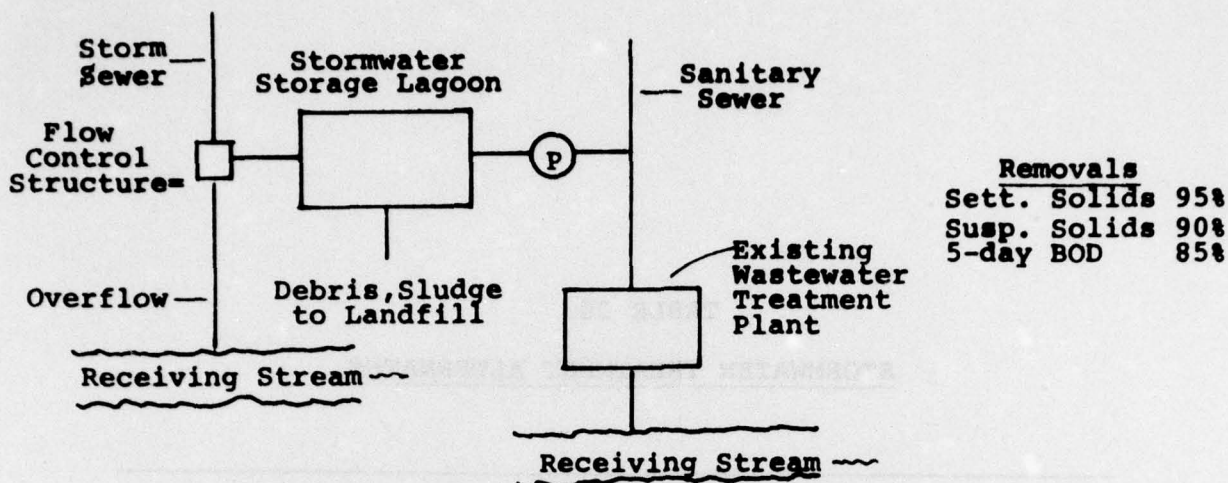 Storm
Sewer
Stormwater
Storage Lagoon
Sanitary
Sewer
Flow
Control
Structure=
P
Removals
Sett. Solids 95%
Susp. Solids 90%
5-day BOD 85%
Existing
Wastewater
Treatment
Plant
Overflow
Debris,Sludge
to Landfill
Receiving Stream
Receiving Stream